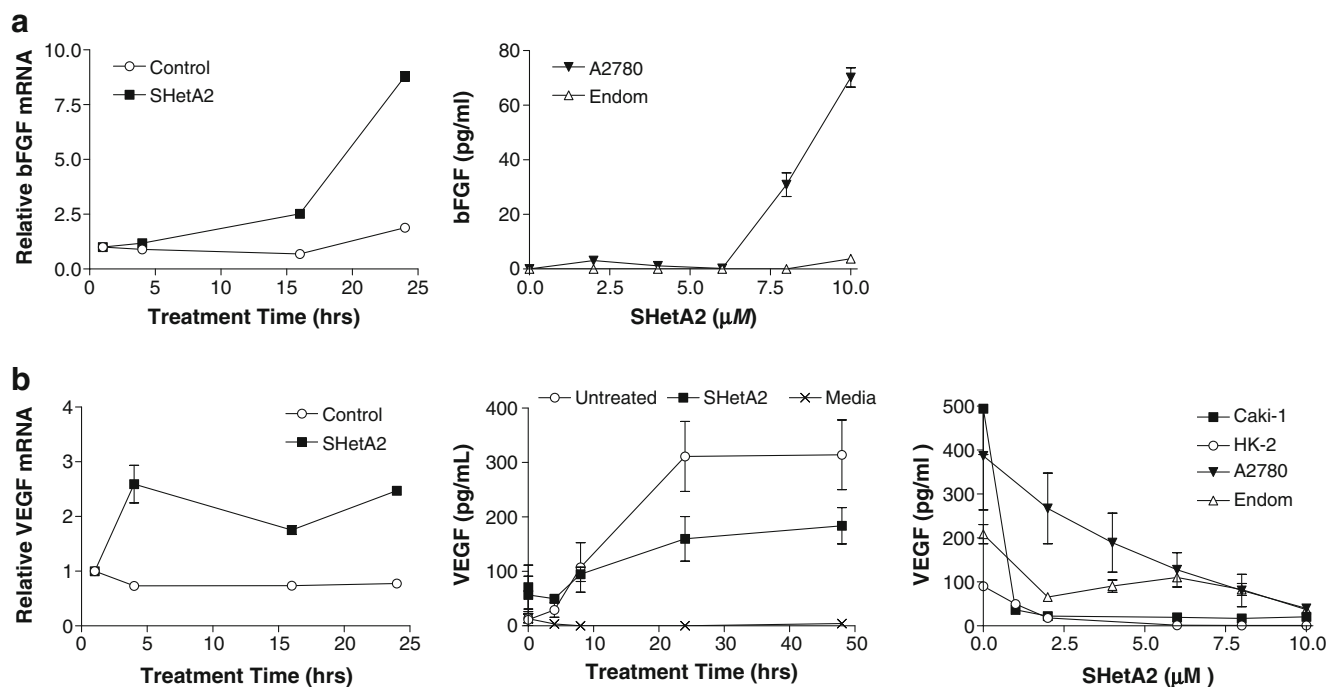 a
Relative bFGF mRNA
10.0
7.5
5.0
2.5
0.0
Control
SHetA2
0 5 10 15 20 25
Treatment Time (hrs)
bFGF (pg/ml)
80
60
40
20
0
A2780
Endom
0.0 2.5 5.0 7.5 10.0
SHetA2 (μM)
b
Relative VEGF mRNA
4
3
2
1
0
Control
SHetA2
0 5 10 15 20 25
Treatment Time (hrs)
Untreated SHetA2 Media
VEGF (pg/mL)
400
300
200
100
0
0 10 20 30 40 50
Treatment Time (hrs)
VEGF (pg/ml)
500
400
300
200
100
0
Caki-1
HK-2
A2780
Endom
0.0 2.5 5.0 7.5 10.0
SHetA2 (μM )